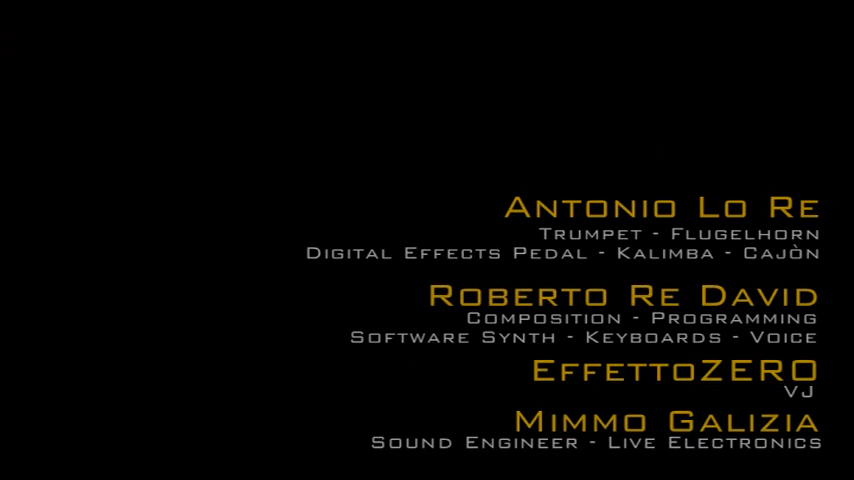 Antonio Lo Re
Trumpet - Flugelhorn
Digital Effects Pedal - Kalimba - Cajòn
Roberto Re David
Composition - Programming
Software Synth - Keyboards - Voice
EffettoZERO
VJ
Mimmo Galizia
Sound Engineer - Live Electronics